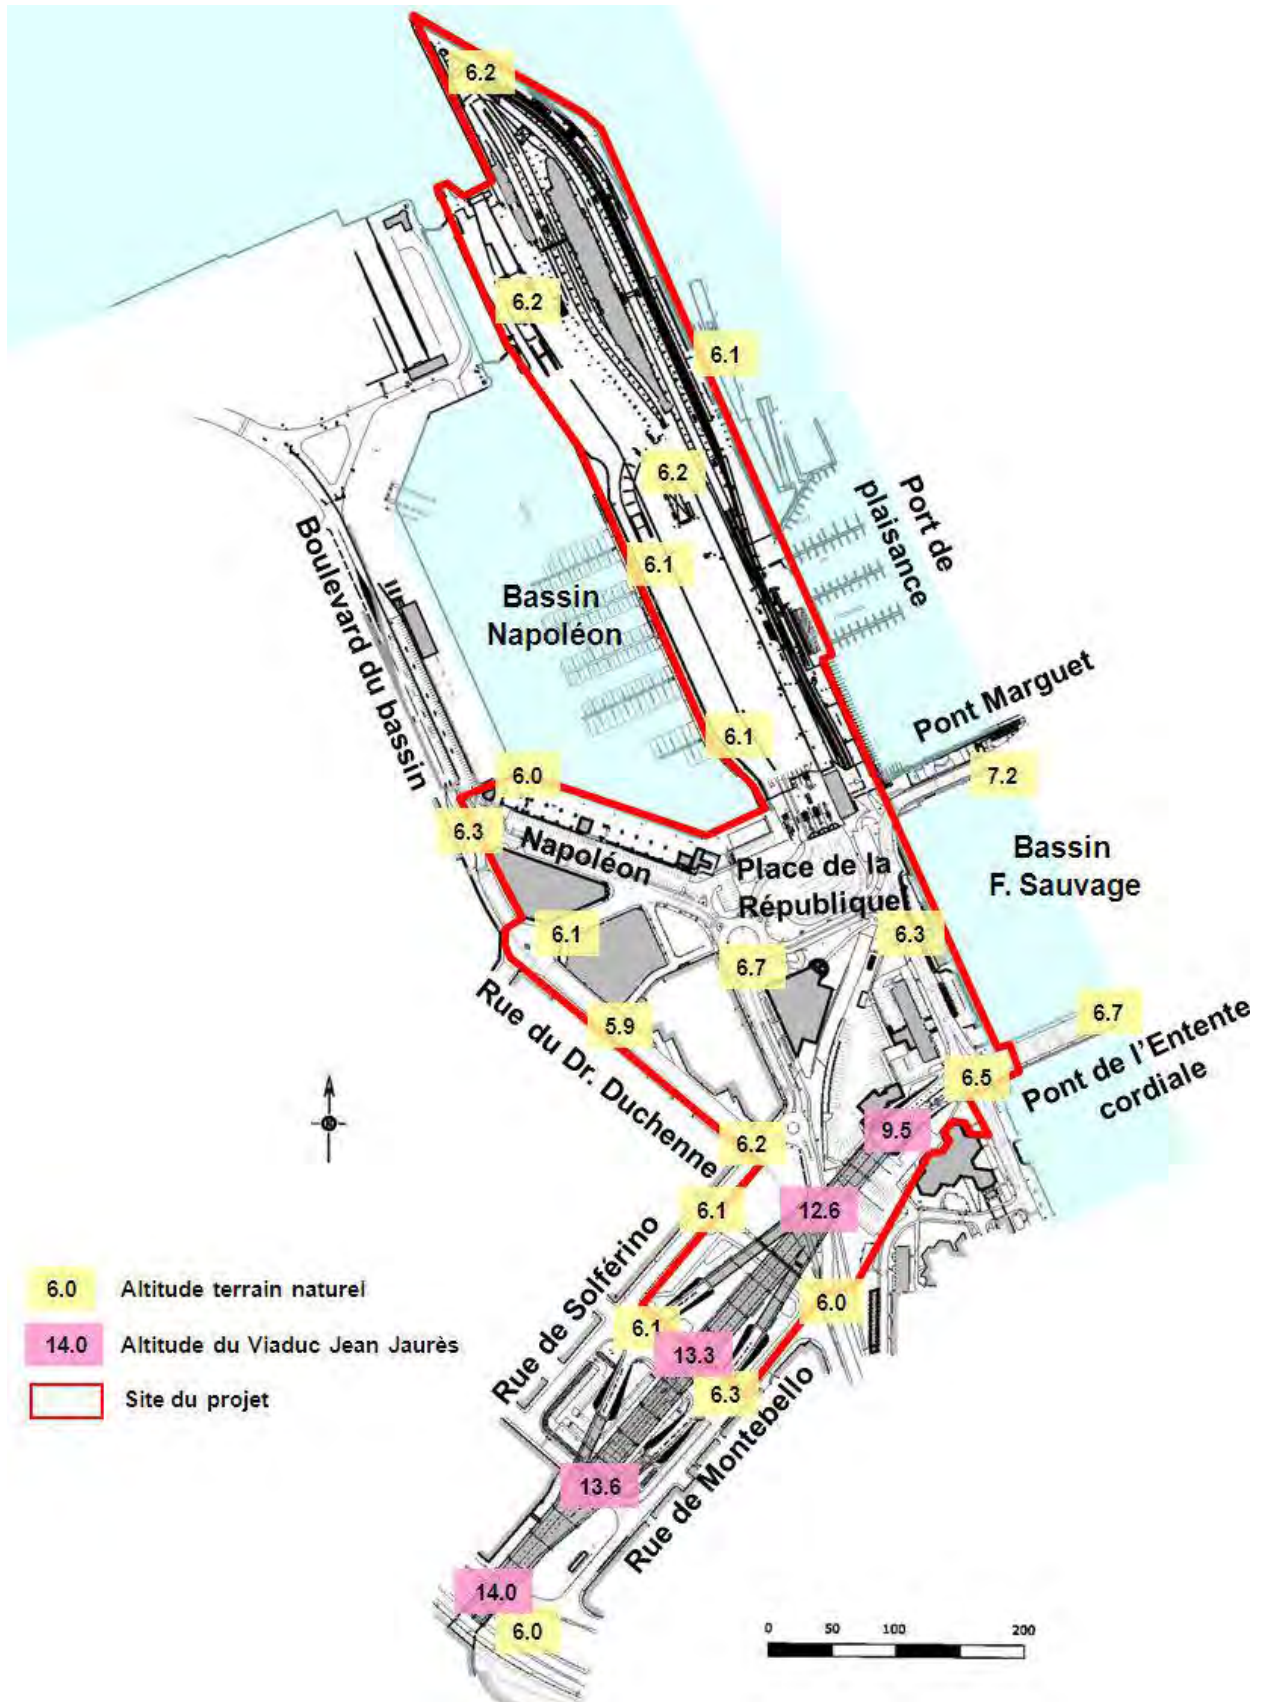 6.2
6.2
6.1
6.2
Port de
plaisance
6.1
Boulevard du bassin
Bassin
Napoléon
6.1
Pont Marguet
6.0
7.2
6.3
Napoléon
Place de la
République
Bassin
F. Sauvage
6.1
6.3
6.7
5.9
Rue du Dr. Duchenne
6.7
Pont de l'Entente
cordiale
6.5
9.5
6.2
6.1
12.6
Rue de Solférino
6.0
6.1
13.3
6.3
Rue de Montebello
13.6
14.0
6.0
6.0 Altitude terrain naturel
14.0 Altitude du Viaduc Jean Jaurès
Site du projet
0 50 100 200